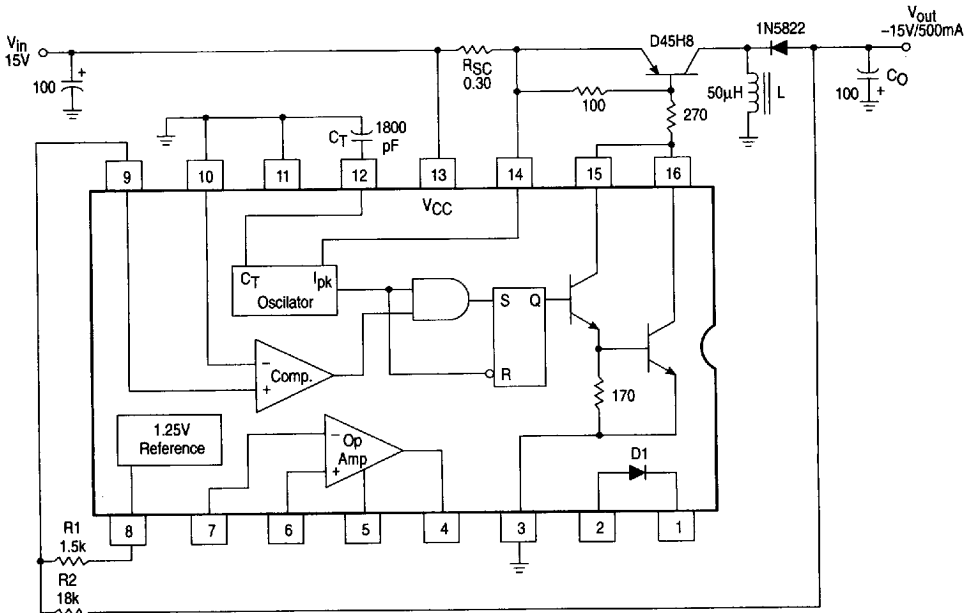 Vin
15V
100
+
RSC
0.30
D45H8
1N5822
Vout
–15V/500mA
100
270
50µH
L
CO
100
+
CT
1800
pF
9
10
11
12
13
14
15
16
VCC
CT
Ipk
Oscilator
S
Q
R
–
Comp.
+
170
1.25V
Reference
–
Op
Amp
+
D1
8
7
6
5
4
3
2
1
R1
1.5k
R2
18k